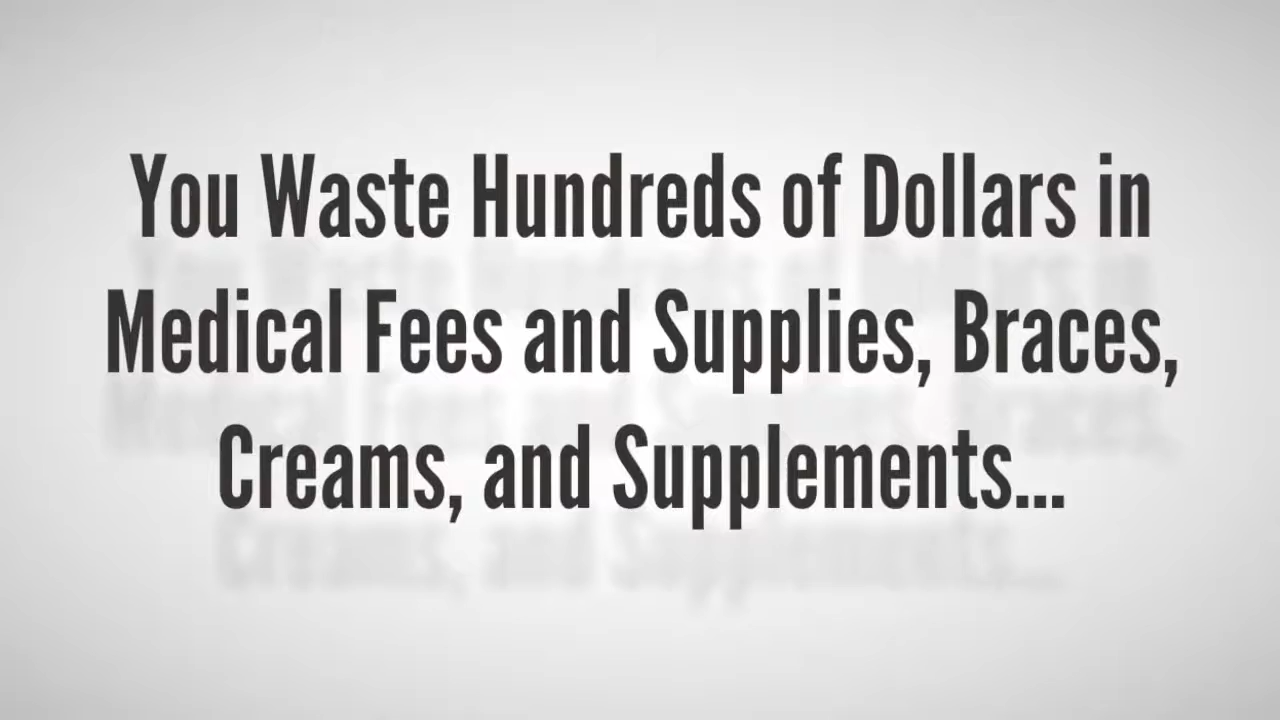 You Waste Hundreds of Dollars in
Medical Fees and Supplies, Braces,
Creams, and Supplements...